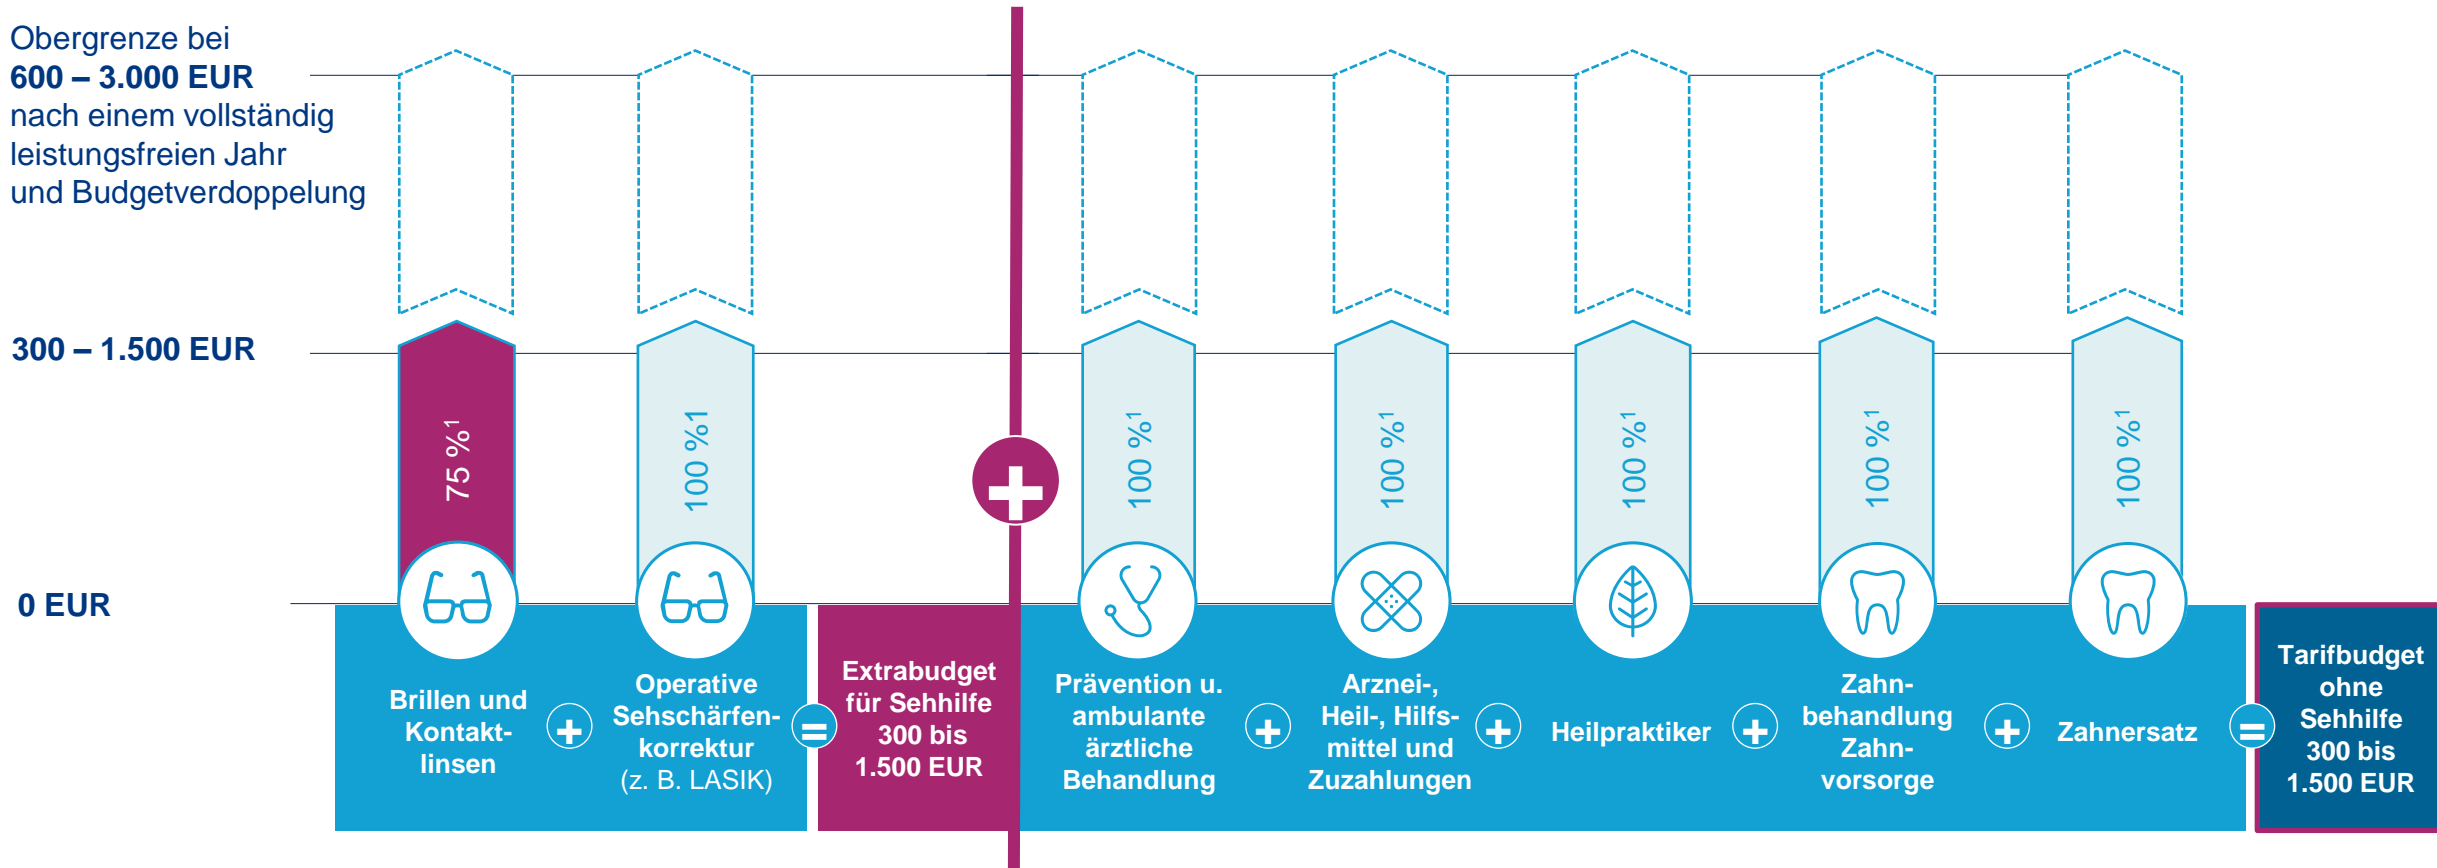 Obergrenze bei
600 – 3.000 EUR
nach einem vollständig
leistungsfreien Jahr
und Budgetverdoppelung
300 – 1.500 EUR
0 EUR
75 %¹
100 %1
100 %¹
100 %¹
100 %¹
100 %¹
100 %¹
Brillen und
Kontakt-
linsen
+
Operative
Sehschärfen-
korrektur
(z. B. LASIK)
=
Extrabudget
für Sehhilfe
300 bis
1.500 EUR
+
Prävention u.
ambulante
ärztliche
Behandlung
+
Arznei-,
Heil-, Hilfs-
mittel und
Zuzahlungen
+
Heilpraktiker
+
Zahn-
behandlung
Zahn-
vorsorge
+
Zahnersatz
=
Tarifbudget
ohne
Sehhilfe
300 bis
1.500 EUR